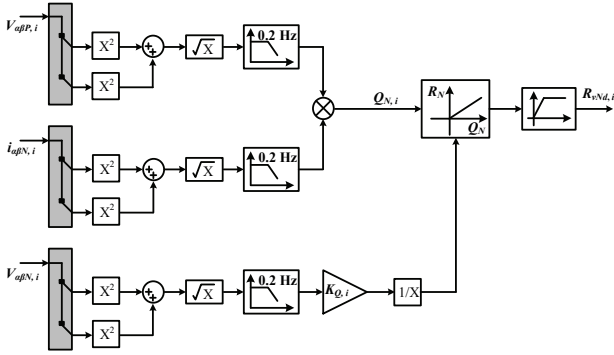 V_{αβP, i}
X²
X²
+
+
√X
0.2 Hz
i_{αβN, i}
X²
X²
+
+
√X
0.2 Hz
V_{αβN, i}
X²
X²
+
+
√X
0.2 Hz
K_{Q, i}
1/X
Q_{N, i}
R_N
Q_N
R_{vNd, i}